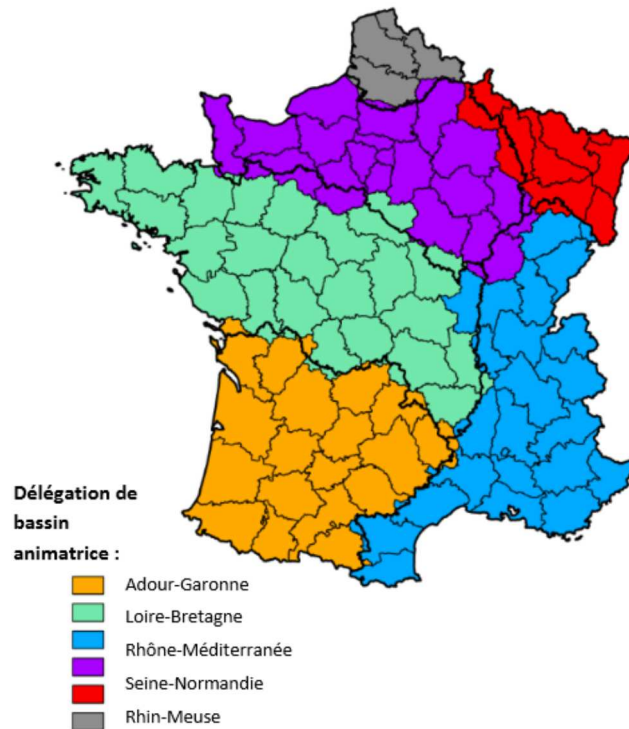 Délégation de
bassin
animatrice :
Adour-Garonne
Loire-Bretagne
Rhône-Méditerranée
Seine-Normandie
Rhin-Meuse